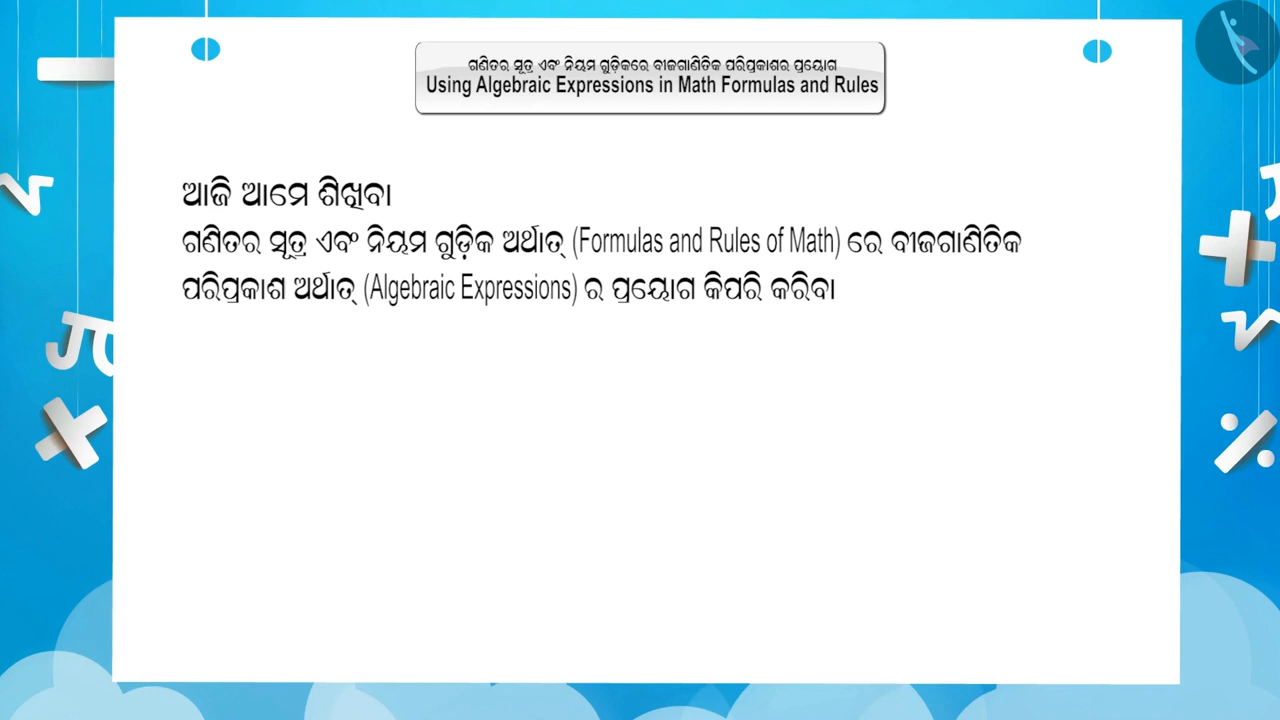 ଗଣିତର ସୂତ୍ର ଏବଂ ନିୟମ ଗୁଡ଼ିକରେ ବୀଜଗାଣିତିକ ପରିପ୍ରକାଶର ପ୍ରୟୋଗ
Using Algebraic Expressions in Math Formulas and Rules
ଆଜି ଆମେ ଶିଖିବା
ଗଣିତର ସୂତ୍ର ଏବଂ ନିୟମ ଗୁଡ଼ିକ ଅର୍ଥାତ୍ (Formulas and Rules of Math) ରେ ବୀଜଗାଣିତିକ
ପରିପ୍ରକାଶ ଅର୍ଥାତ୍ (Algebraic Expressions) ର ପ୍ରୟୋଗ କିପରି କରିବା